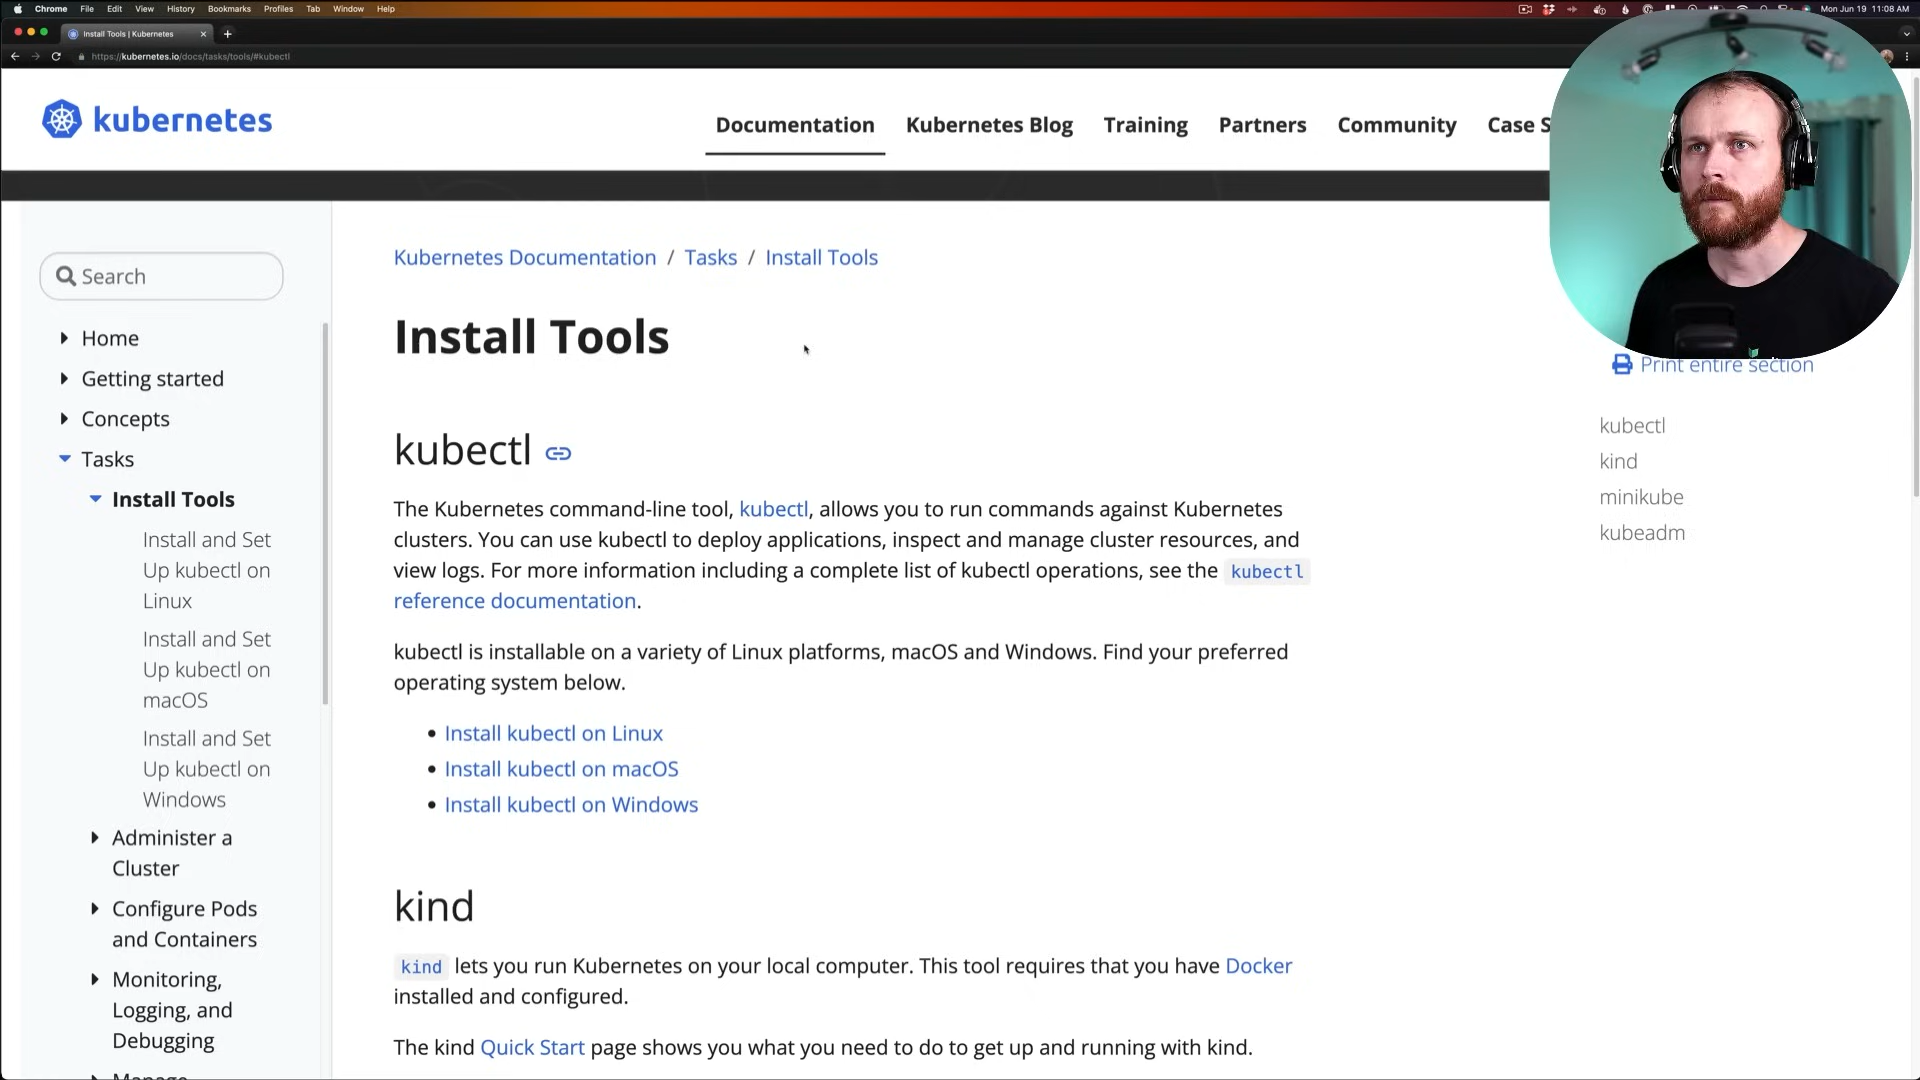 Chrome File Edit View History Bookmarks Profiles Tab Window Help
Mon Jun 19 11:08 AM
Install Tools | Kubernetes
https://kubernetes.io/docs/tasks/tools/#kubectl
kubernetes
Documentation Kubernetes Blog Training Partners Community Case S
Search
Home
Getting started
Concepts
Tasks
Install Tools
Install and Set
Up kubectl on
Linux
Install and Set
Up kubectl on
macOS
Install and Set
Up kubectl on
Windows
Administer a
Cluster
Configure Pods
and Containers
Monitoring,
Logging, and
Debugging
Manage
Kubernetes Documentation / Tasks / Install Tools
Install Tools
kubectl
The Kubernetes command-line tool, kubectl, allows you to run commands against Kubernetes
clusters. You can use kubectl to deploy applications, inspect and manage cluster resources, and
view logs. For more information including a complete list of kubectl operations, see the kubectl
reference documentation.
kubectl is installable on a variety of Linux platforms, macOS and Windows. Find your preferred
operating system below.
• Install kubectl on Linux
• Install kubectl on macOS
• Install kubectl on Windows
kind
kind lets you run Kubernetes on your local computer. This tool requires that you have Docker
installed and configured.
The kind Quick Start page shows you what you need to do to get up and running with kind.
Print entire section
kubectl
kind
minikube
kubeadm